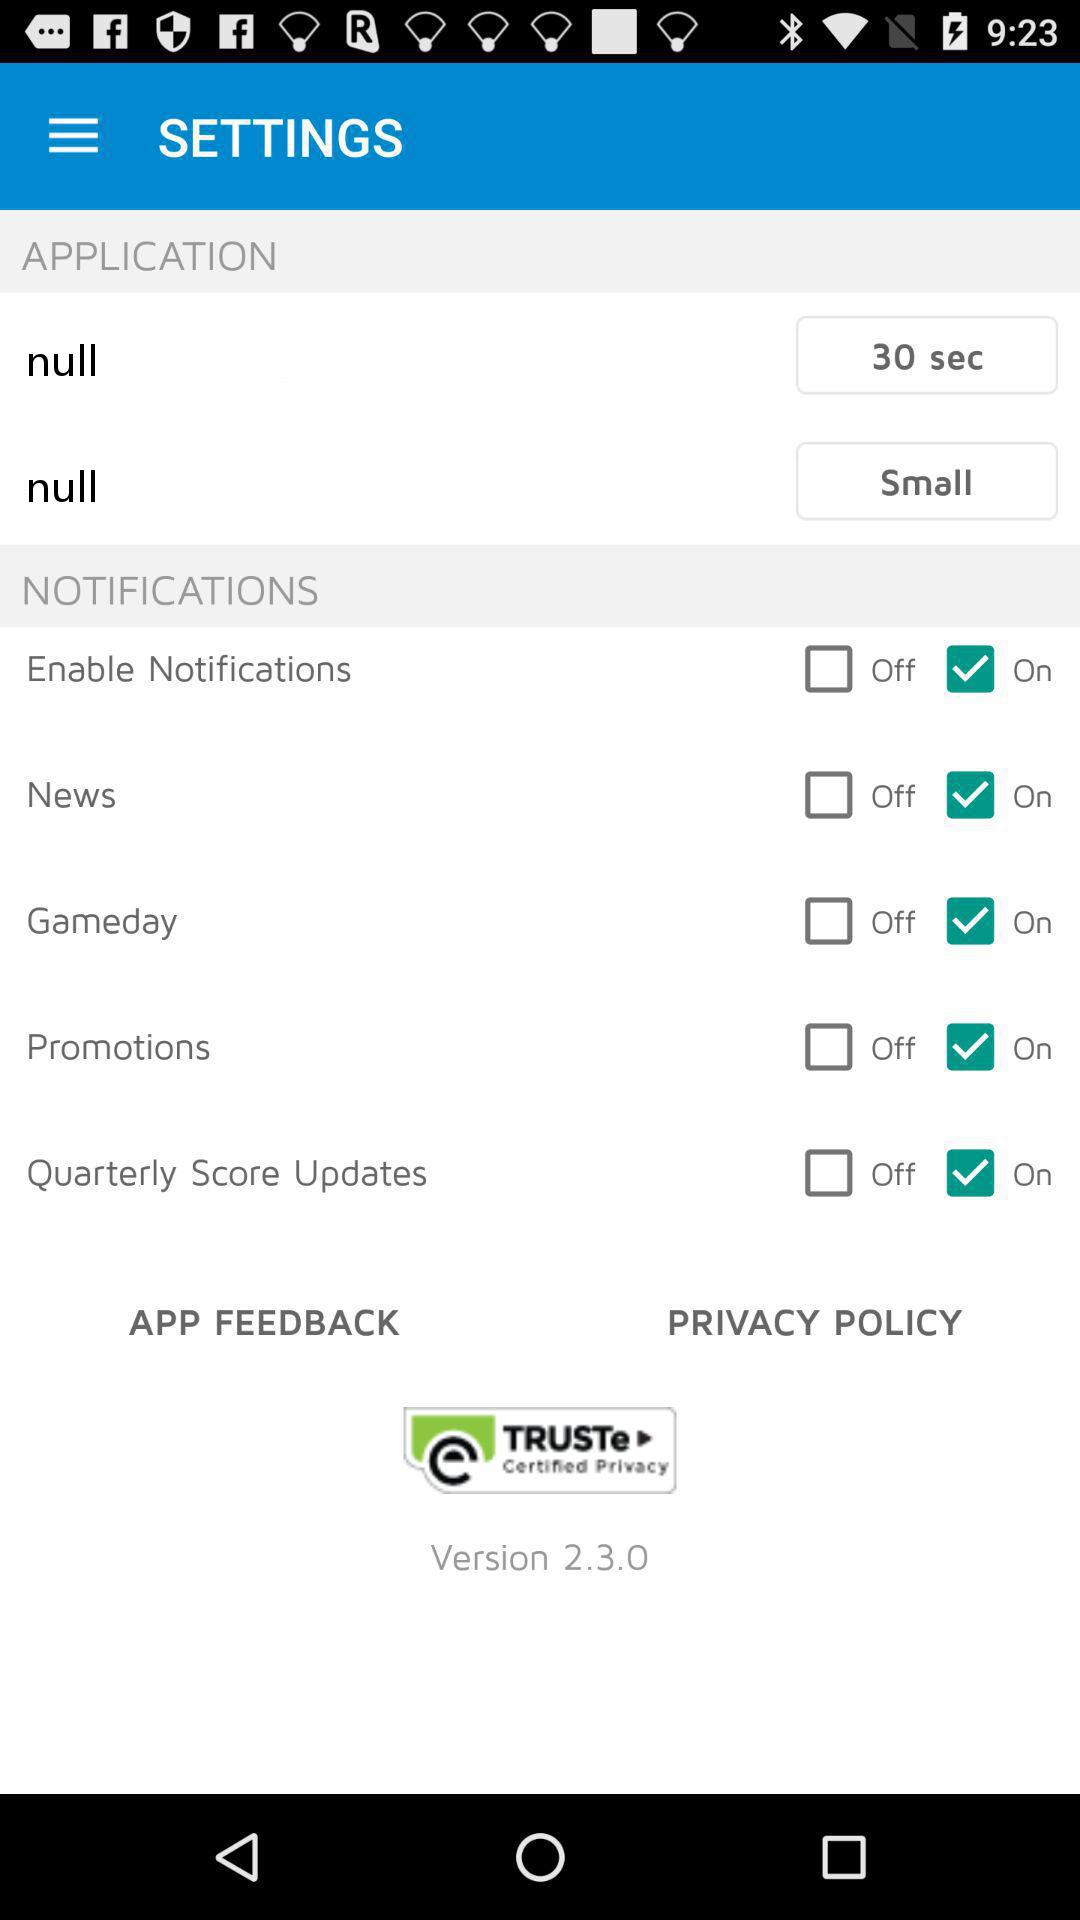 9:23
SETTINGS
APPLICATION
null 30 sec
null Small
NOTIFICATIONS
Enable Notifications Off On
News Off On
Gameday Off On
Promotions Off On
Quarterly Score Updates Off On
APP FEEDBACK PRIVACY POLICY
TRUSTe
Certified Privacy
Version 2.3.0